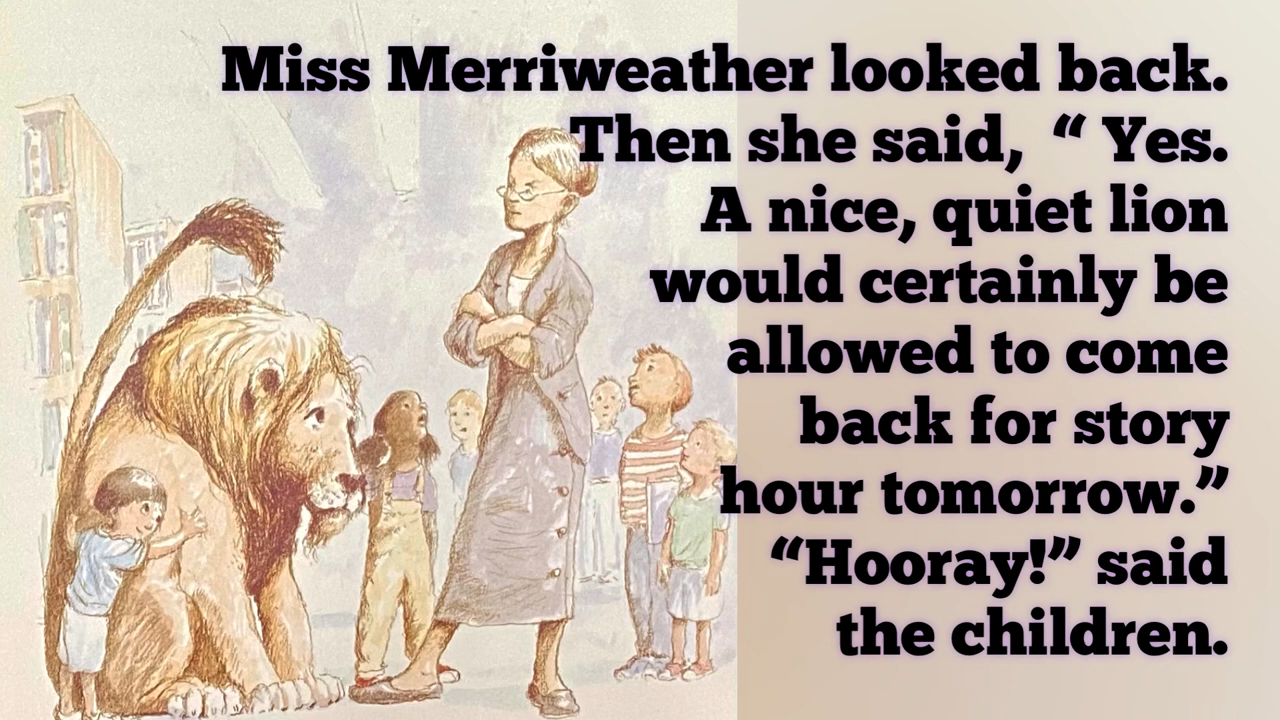 Miss Merriweather looked back.
Then she said, “ Yes.
A nice, quiet lion
would certainly be
allowed to come
back for story
hour tomorrow.”
“Hooray!” said
the children.